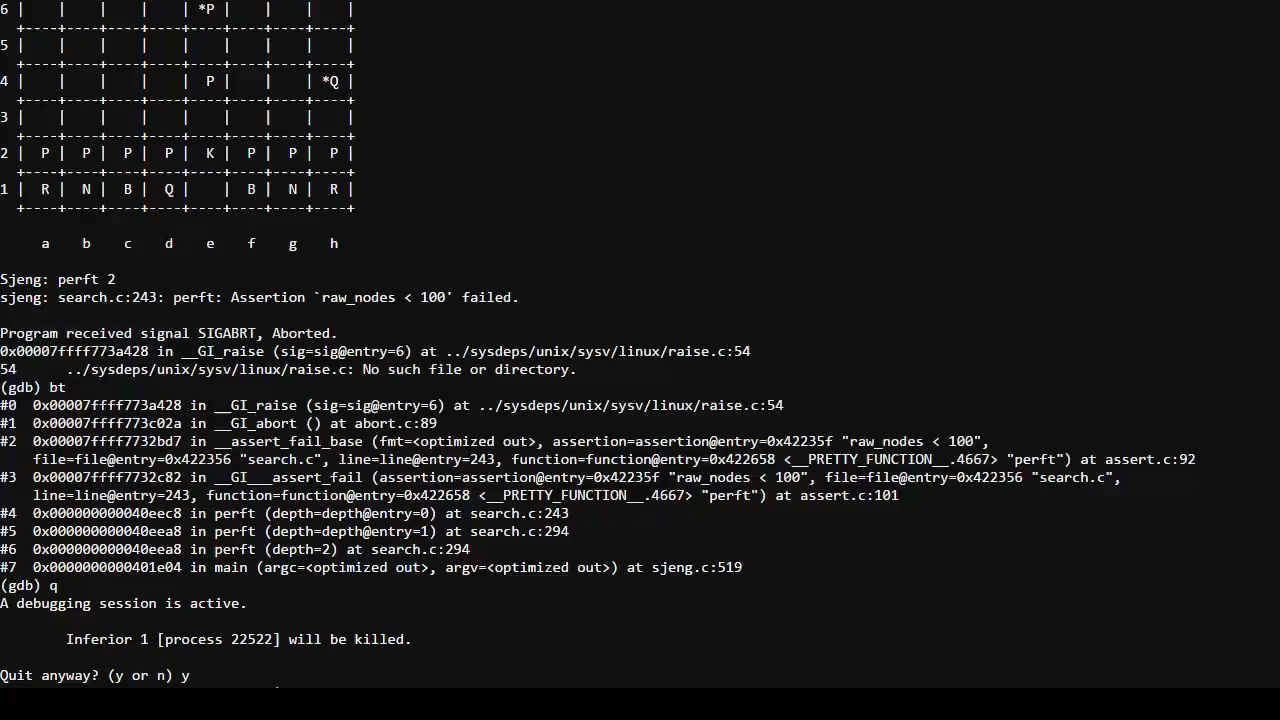 6 |    |    |    |    | *P |    |    |    |
  +----+----+----+----+----+----+----+----+
5 |    |    |    |    |    |    |    |    |
  +----+----+----+----+----+----+----+----+
4 |    |    |    |    |  P |    |    | *Q |
  +----+----+----+----+----+----+----+----+
3 |    |    |    |    |    |    |    |    |
  +----+----+----+----+----+----+----+----+
2 |  P |  P |  P |  P |  K |  P |  P |  P |
  +----+----+----+----+----+----+----+----+
1 |  R |  N |  B |  Q |    |  B |  N |  R |
  +----+----+----+----+----+----+----+----+
     a    b    c    d    e    f    g    h
Sjeng: perft 2
sjeng: search.c:243: perft: Assertion `raw_nodes < 100' failed.
Program received signal SIGABRT, Aborted.
0x00007ffff773a428 in __GI_raise (sig=sig@entry=6) at ../sysdeps/unix/sysv/linux/raise.c:54
54      ../sysdeps/unix/sysv/linux/raise.c: No such file or directory.
(gdb) bt
#0  0x00007ffff773a428 in __GI_raise (sig=sig@entry=6) at ../sysdeps/unix/sysv/linux/raise.c:54
#1  0x00007ffff773c02a in __GI_abort () at abort.c:89
#2  0x00007ffff7732bd7 in __assert_fail_base (fmt=<optimized out>, assertion=assertion@entry=0x42235f "raw_nodes < 100",
    file=file@entry=0x422356 "search.c", line=line@entry=243, function=function@entry=0x422658 <__PRETTY_FUNCTION__.4667> "perft") at assert.c:92
#3  0x00007ffff7732c82 in __GI___assert_fail (assertion=assertion@entry=0x42235f "raw_nodes < 100", file=file@entry=0x422356 "search.c",
    line=line@entry=243, function=function@entry=0x422658 <__PRETTY_FUNCTION__.4667> "perft") at assert.c:101
#4  0x000000000040eec8 in perft (depth=depth@entry=0) at search.c:243
#5  0x000000000040eea8 in perft (depth=depth@entry=1) at search.c:294
#6  0x000000000040eea8 in perft (depth=2) at search.c:294
#7  0x0000000000401e04 in main (argc=<optimized out>, argv=<optimized out>) at sjeng.c:519
(gdb) q
A debugging session is active.
        Inferior 1 [process 22522] will be killed.
Quit anyway? (y or n) y